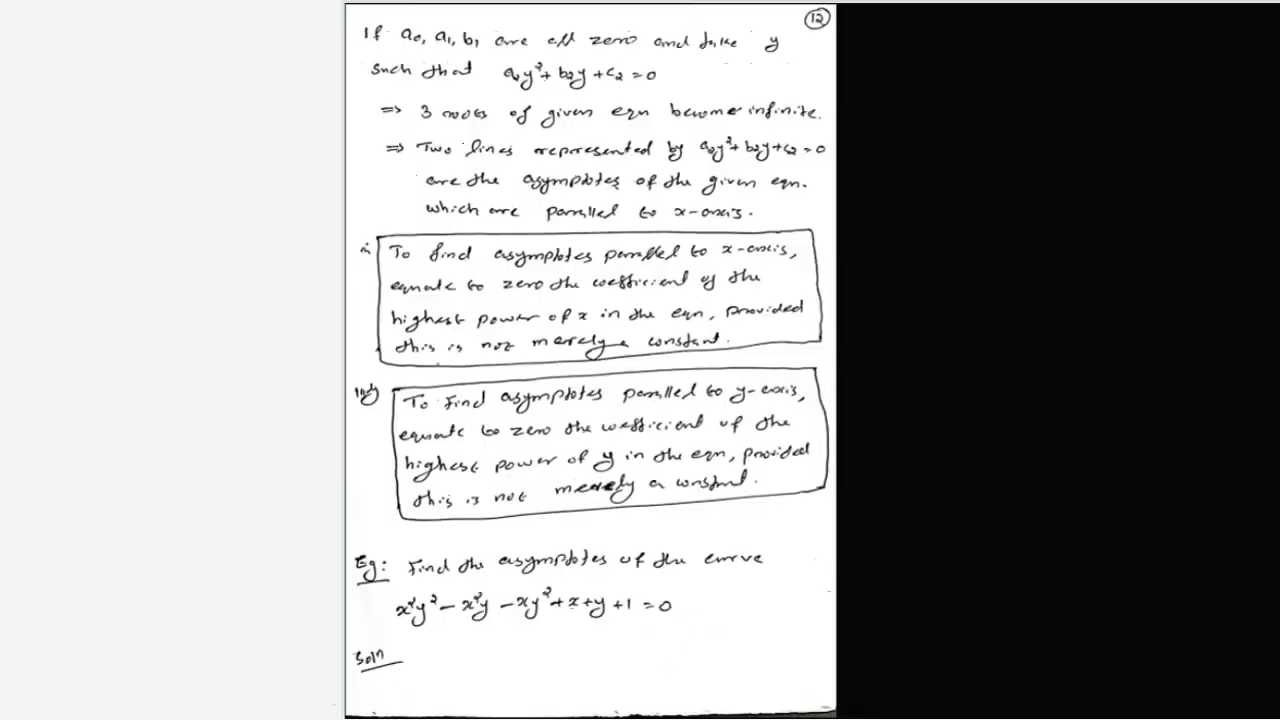 12
If a₀, a₁, b₁ are all zero and take y
such that a₂y²+ b₂y + c₂ = 0
⇒ 3 roots of given eqn become infinite.
⇒ Two lines represented by a₂y²+ b₂y + c₂ = 0
are the asymptotes of the given eqn.
which are parallel to x-axis.
∴ To find asymptotes parallel to x-axis,
equate to zero the coefficient of the
highest power of x in the eqn, provided
this is not merely a constant.
|||ly To Find asymptotes parallel to y-axis,
equate to zero the coefficient of the
highest power of y in the eqn, provided
this is not merely a constant.
Eg: Find the asymptotes of the curve
x²y² - x²y - xy² + x + y + 1 = 0
Soln